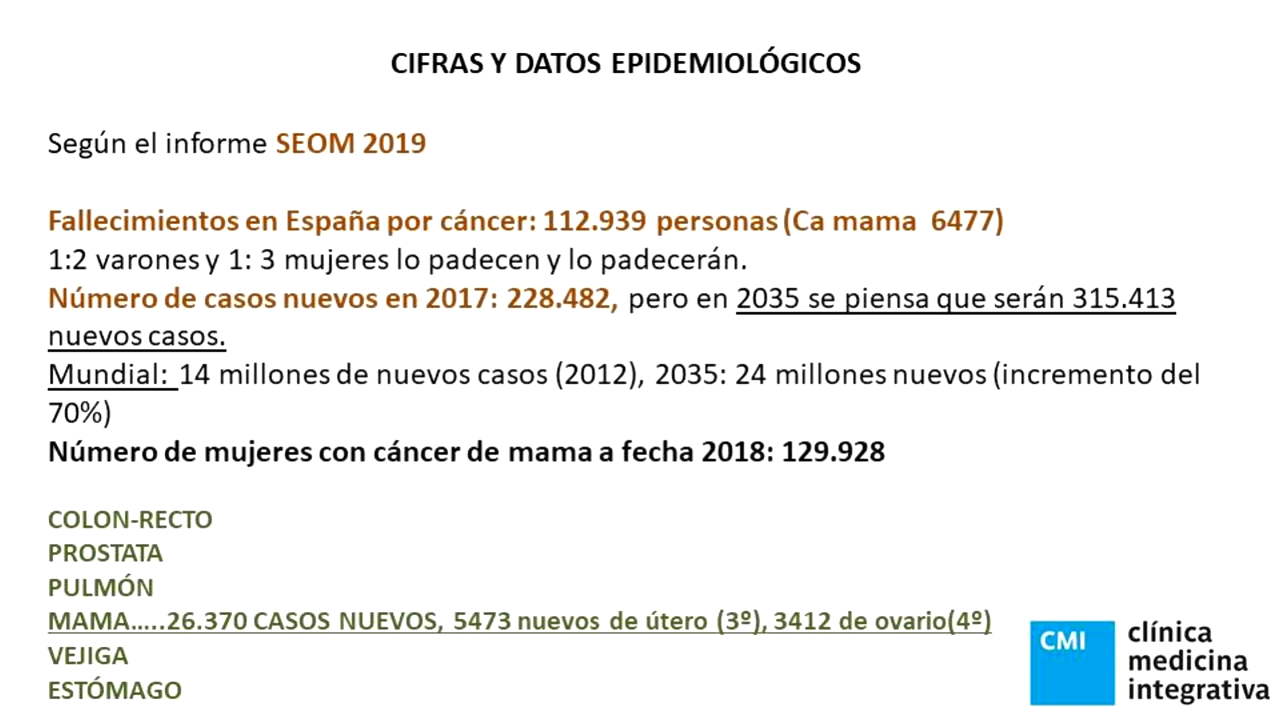 CIFRAS Y DATOS EPIDEMIOLÓGICOS
Según el informe SEOM 2019
Fallecimientos en España por cáncer: 112.939 personas (Ca mama 6477)
1:2 varones y 1: 3 mujeres lo padecen y lo padecerán.
Número de casos nuevos en 2017: 228.482, pero en 2035 se piensa que serán 315.413
nuevos casos.
Mundial: 14 millones de nuevos casos (2012), 2035: 24 millones nuevos (incremento del
70%)
Número de mujeres con cáncer de mama a fecha 2018: 129.928
COLON-RECTO
PROSTATA
PULMÓN
MAMA…..26.370 CASOS NUEVOS, 5473 nuevos de útero (3º), 3412 de ovario(4º)
VEJIGA
ESTÓMAGO
CMI
clínica
medicina
integrativa